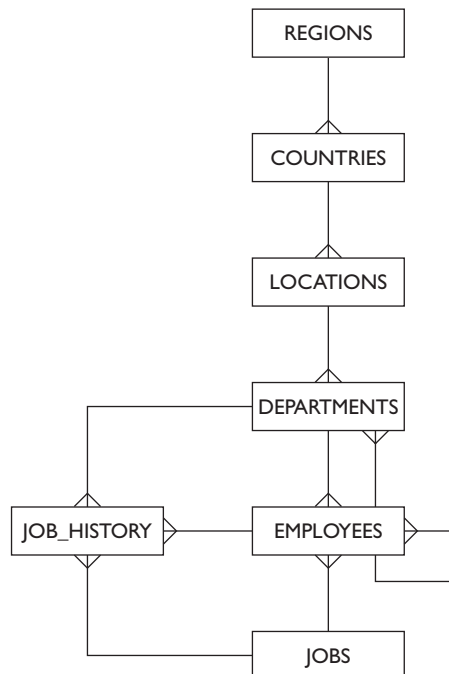 REGIONS
COUNTRIES
LOCATIONS
DEPARTMENTS
JOB_HISTORY
EMPLOYEES
JOBS